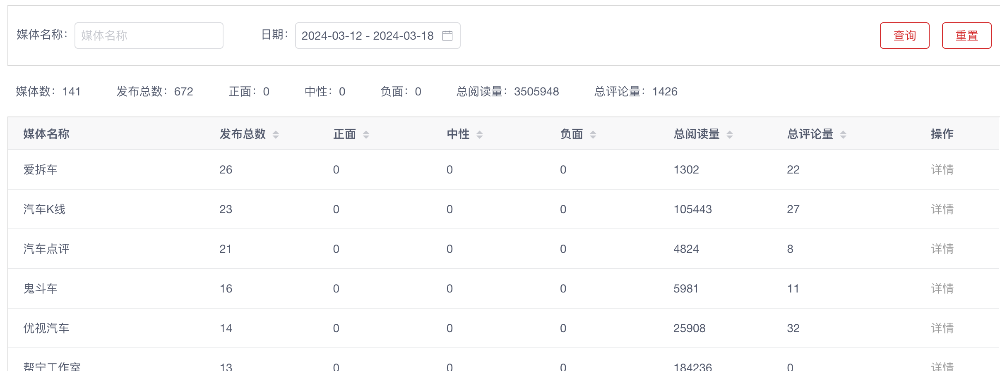 媒体名称： 媒体名称 日期： 2024-03-12 - 2024-03-18 查询 重置
媒体数：141 发布总数：672 正面：0 中性：0 负面：0 总阅读量：3505948 总评论量：1426
媒体名称 发布总数 正面 中性 负面 总阅读量 总评论量 操作
爱拆车 26 0 0 0 1302 22 详情
汽车K线 23 0 0 0 105443 27 详情
汽车点评 21 0 0 0 4824 8 详情
鬼斗车 16 0 0 0 5981 11 详情
优视汽车 14 0 0 0 25908 32 详情
帮宁工作室 13 0 0 0 184236 0 详情